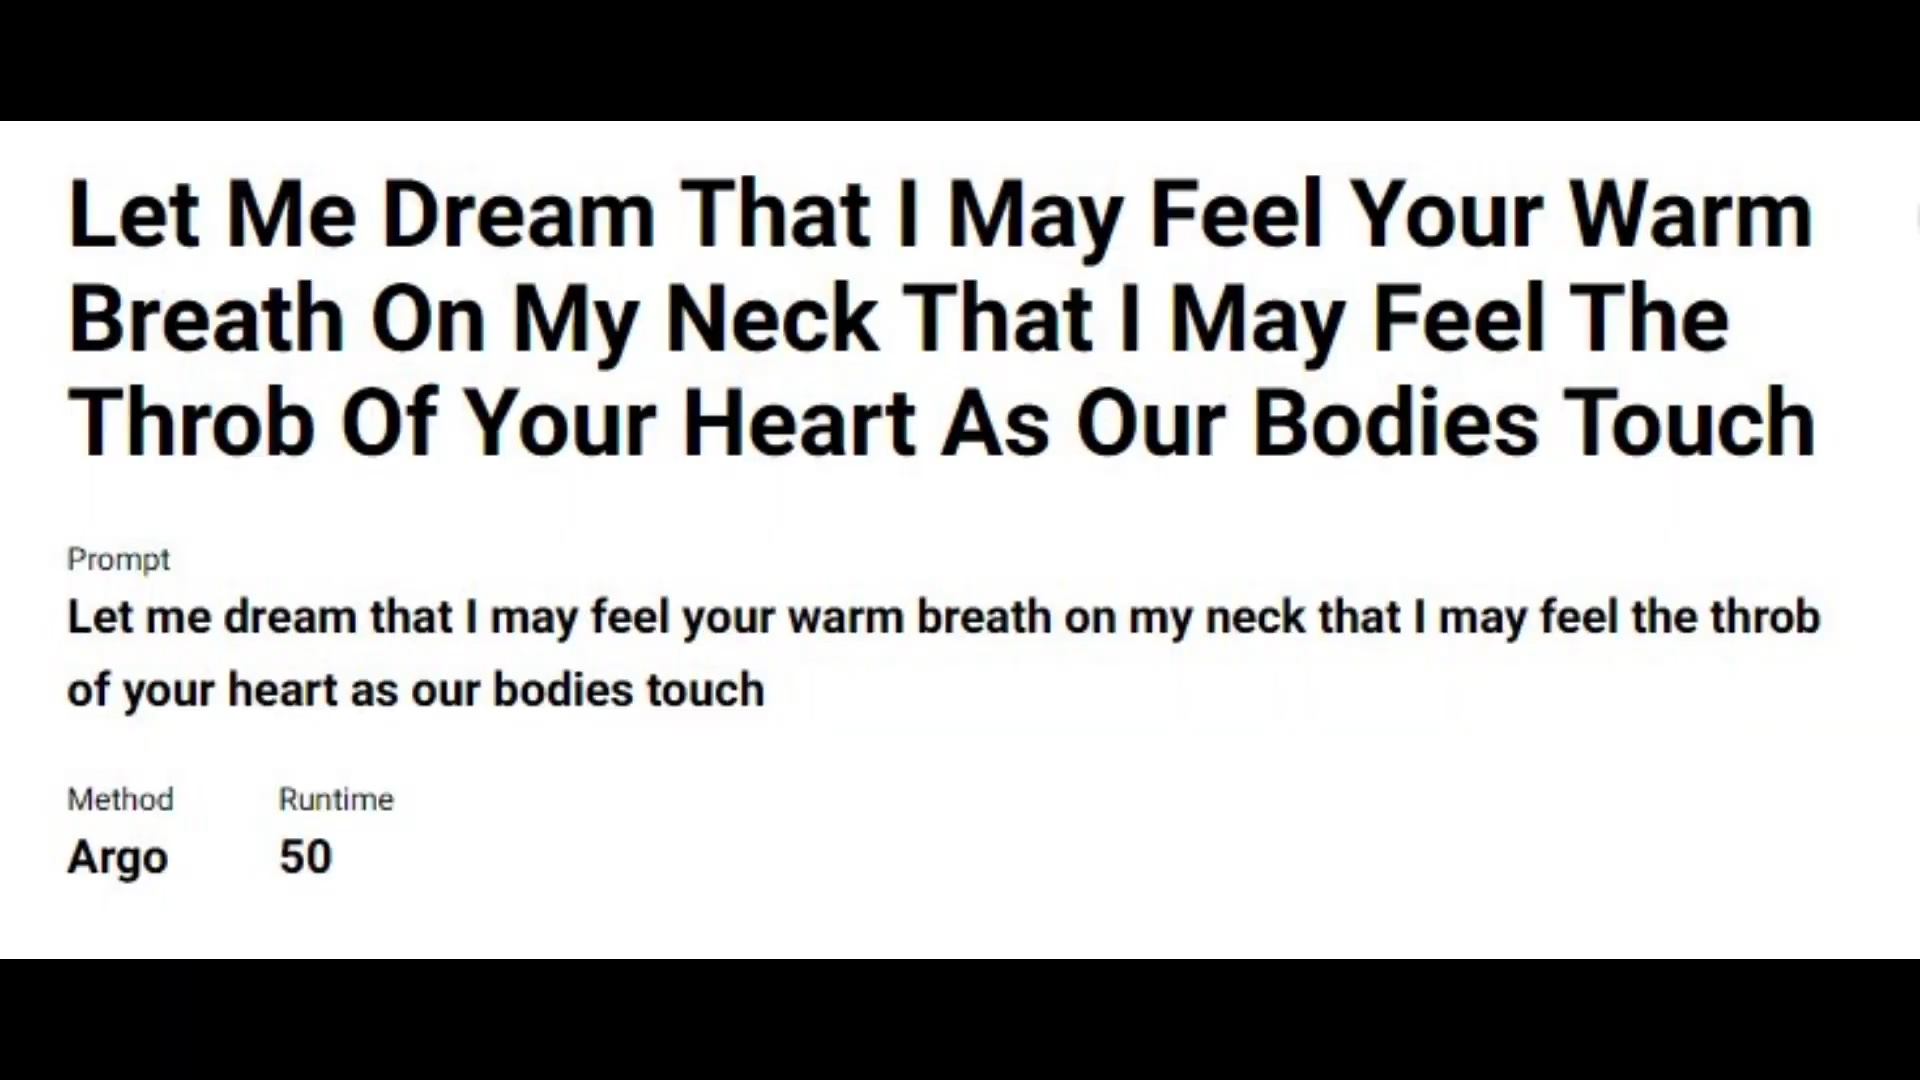 Let Me Dream That I May Feel Your Warm
Breath On My Neck That I May Feel The
Throb Of Your Heart As Our Bodies Touch
Prompt
Let me dream that I may feel your warm breath on my neck that I may feel the throb
of your heart as our bodies touch
Method Runtime
Argo 50